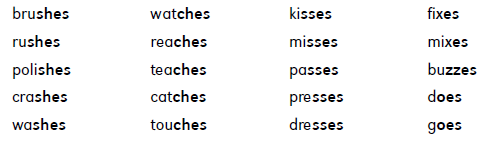 brushes watches kisses fixes
rushes reaches misses mixes
polishes teaches passes buzzes
crashes catches presses does
washes touches dresses goes